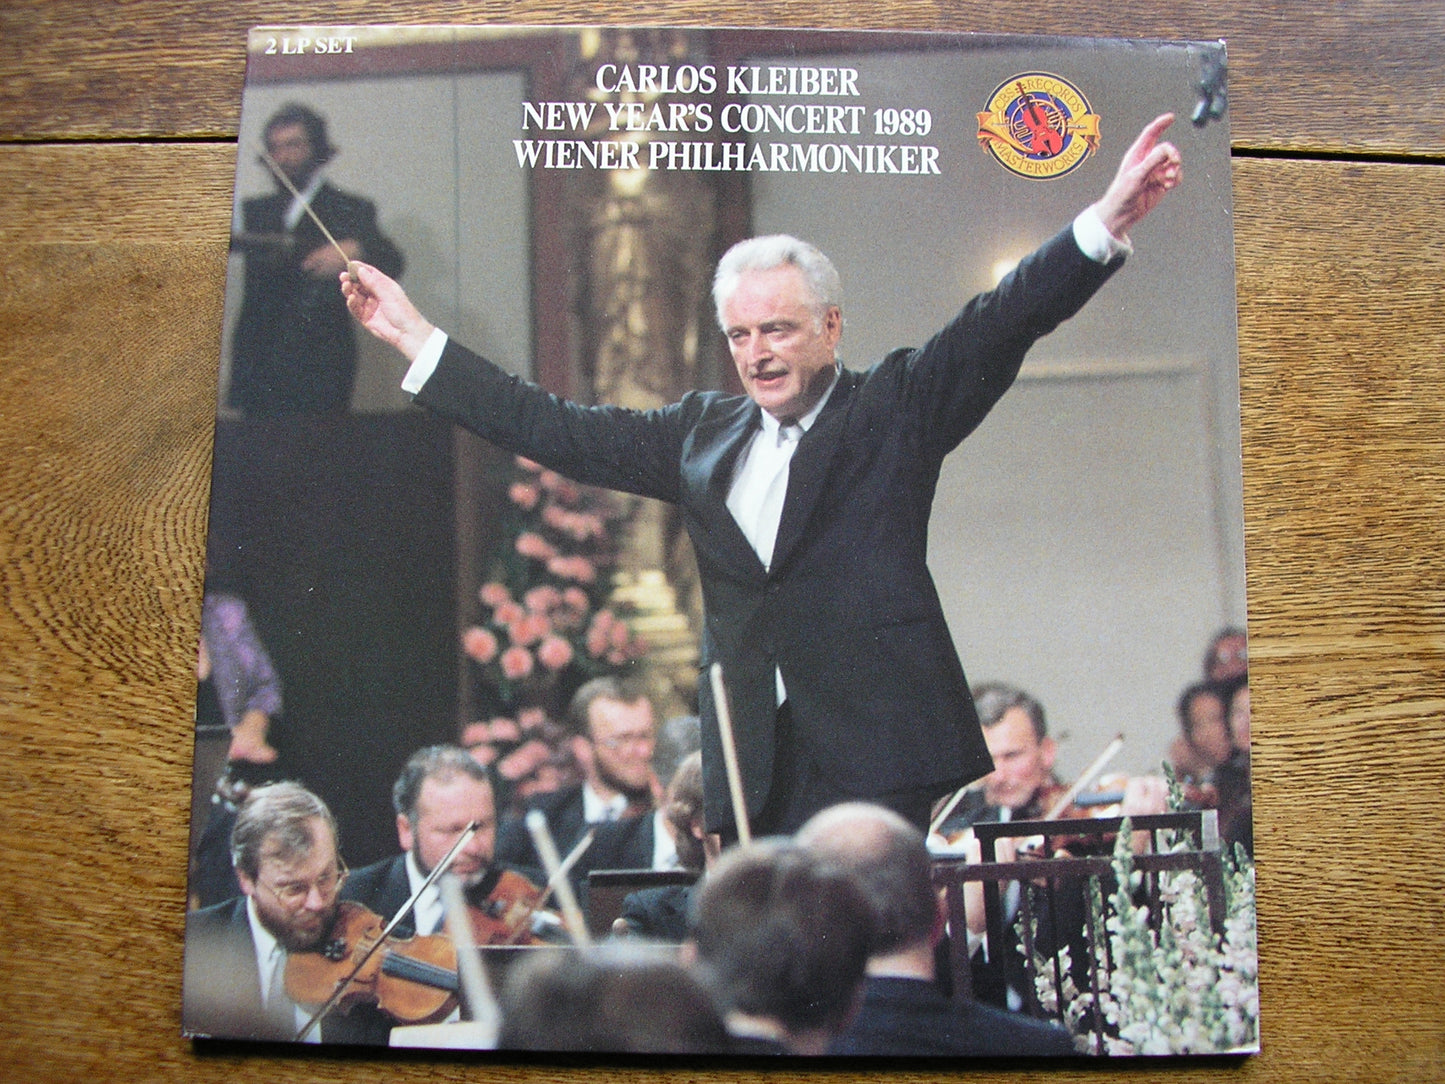 2 LP SET
CARLOS KLEIBER
NEW YEAR'S CONCERT 1989
WIENER PHILHARMONIKER
CBS RECORDS
MASTERWORKS